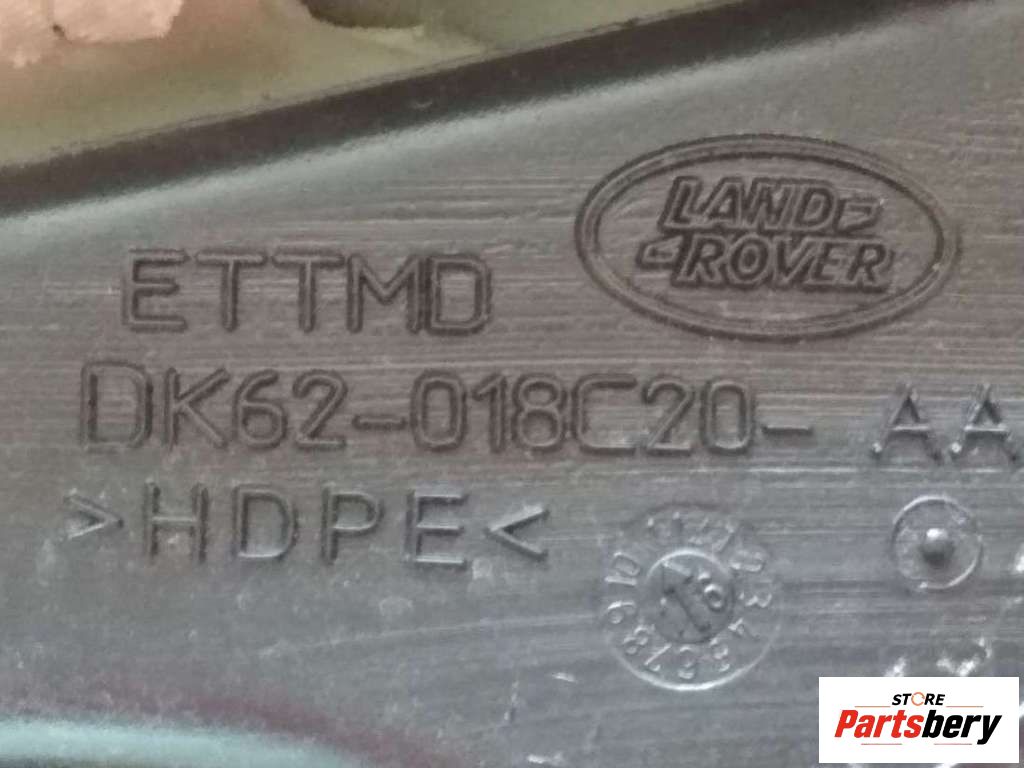 LAND
ROVER
ETTMD
DK62-018C20-AA
>HDPE<
STORE
Partsbery